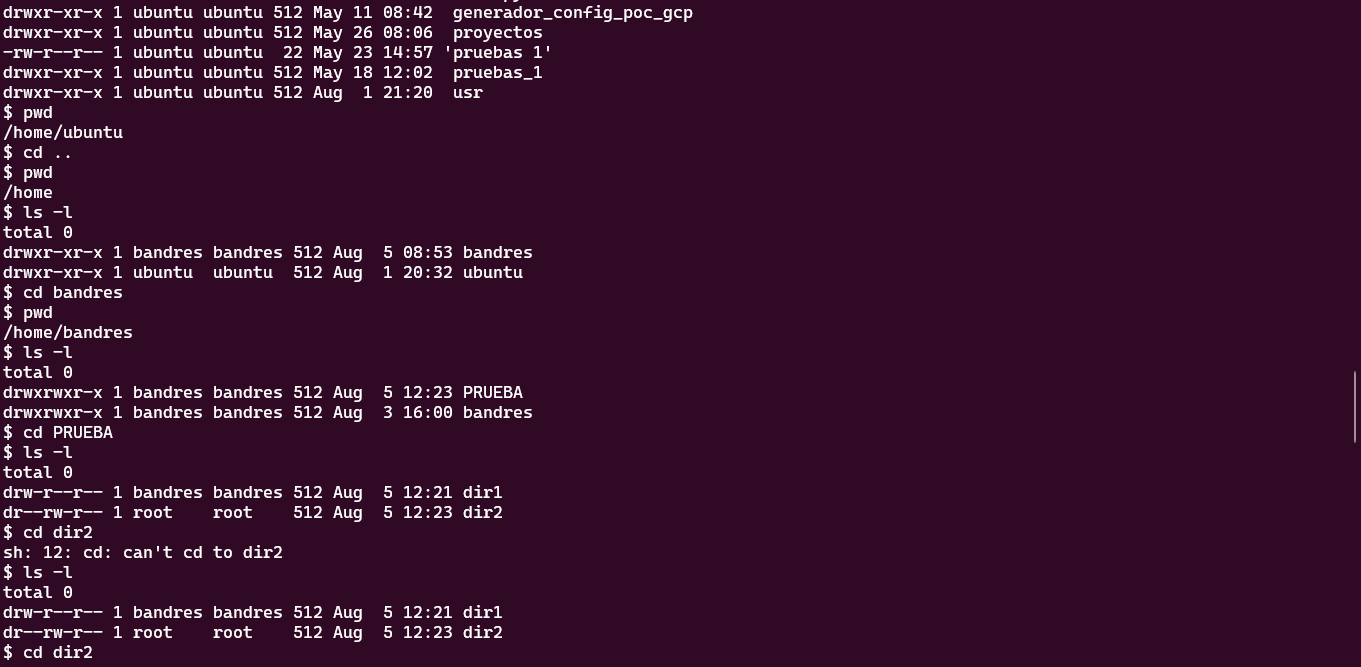 drwxr-xr-x 1 ubuntu ubuntu 512 May 11 08:42  generador_config_poc_gcp
drwxr-xr-x 1 ubuntu ubuntu 512 May 26 08:06  proyectos
-rw-r--r-- 1 ubuntu ubuntu  22 May 23 14:57 'pruebas 1'
drwxr-xr-x 1 ubuntu ubuntu 512 May 18 12:02  pruebas_1
drwxr-xr-x 1 ubuntu ubuntu 512 Aug  1 21:20  usr
$ pwd
/home/ubuntu
$ cd ..
$ pwd
/home
$ ls -l
total 0
drwxr-xr-x 1 bandres bandres 512 Aug  5 08:53 bandres
drwxr-xr-x 1 ubuntu  ubuntu  512 Aug  1 20:32 ubuntu
$ cd bandres
$ pwd
/home/bandres
$ ls -l
total 0
drwxrwxr-x 1 bandres bandres 512 Aug  5 12:23 PRUEBA
drwxrwxr-x 1 bandres bandres 512 Aug  3 16:00 bandres
$ cd PRUEBA
$ ls -l
total 0
drw-r--r-- 1 bandres bandres 512 Aug  5 12:21 dir1
dr--rw-r-- 1 root    root    512 Aug  5 12:23 dir2
$ cd dir2
sh: 12: cd: can't cd to dir2
$ ls -l
total 0
drw-r--r-- 1 bandres bandres 512 Aug  5 12:21 dir1
dr--rw-r-- 1 root    root    512 Aug  5 12:23 dir2
$ cd dir2